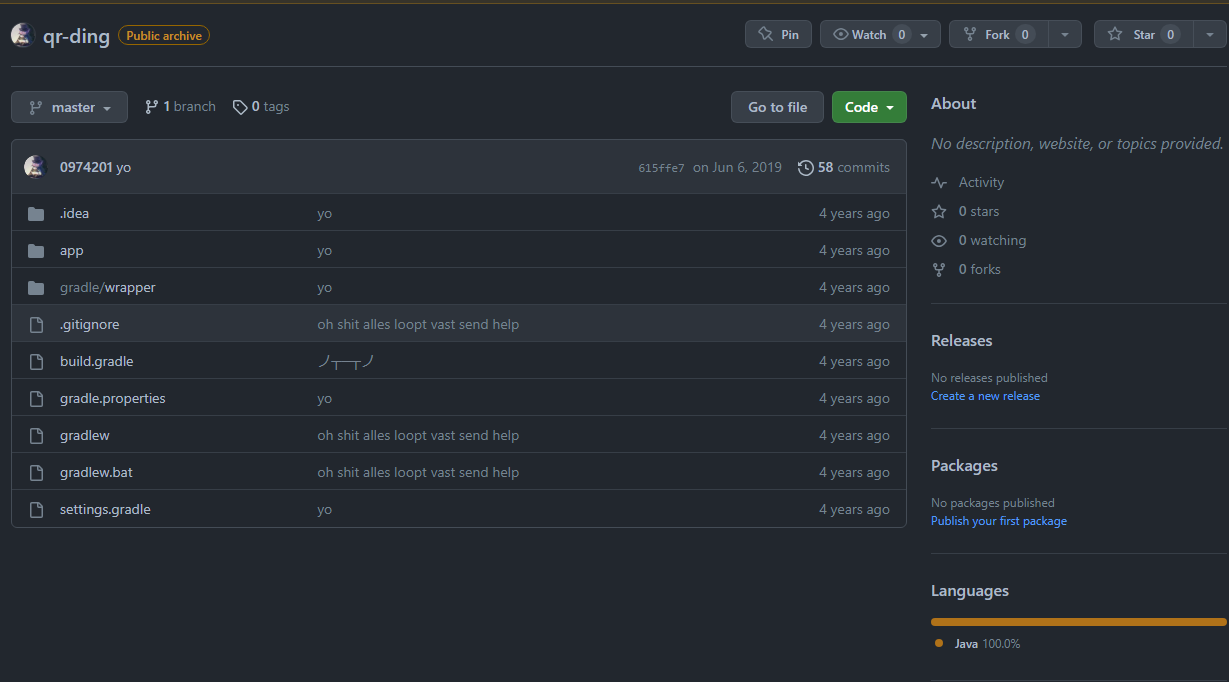 qr-ding Public archive Pin Watch 0 Fork 0 Star 0
master 1 branch 0 tags Go to file Code
0974201 yo 615ffe7 on Jun 6, 2019 58 commits
.idea yo 4 years ago
app yo 4 years ago
gradle/wrapper yo 4 years ago
.gitignore oh shit alles loopt vast send help 4 years ago
build.gradle ノ┬─┬ノ 4 years ago
gradle.properties yo 4 years ago
gradlew oh shit alles loopt vast send help 4 years ago
gradlew.bat oh shit alles loopt vast send help 4 years ago
settings.gradle yo 4 years ago
About
No description, website, or topics provided.
Activity
0 stars
0 watching
0 forks
Releases
No releases published
Create a new release
Packages
No packages published
Publish your first package
Languages
Java 100.0%